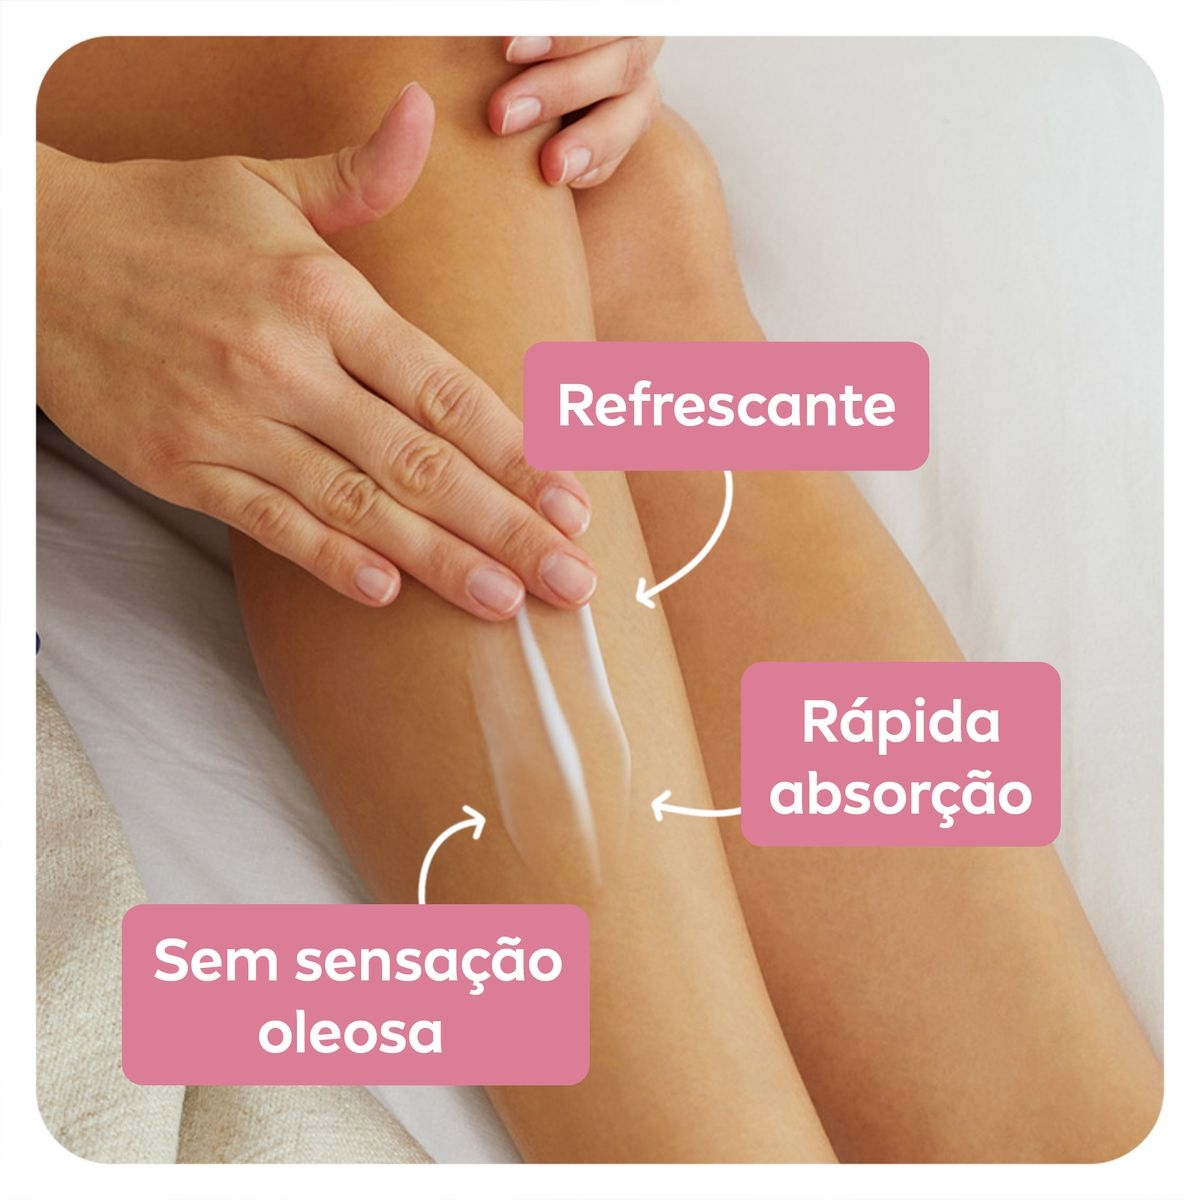 Refrescante
Rápida
absorção
Sem sensação
oleosa